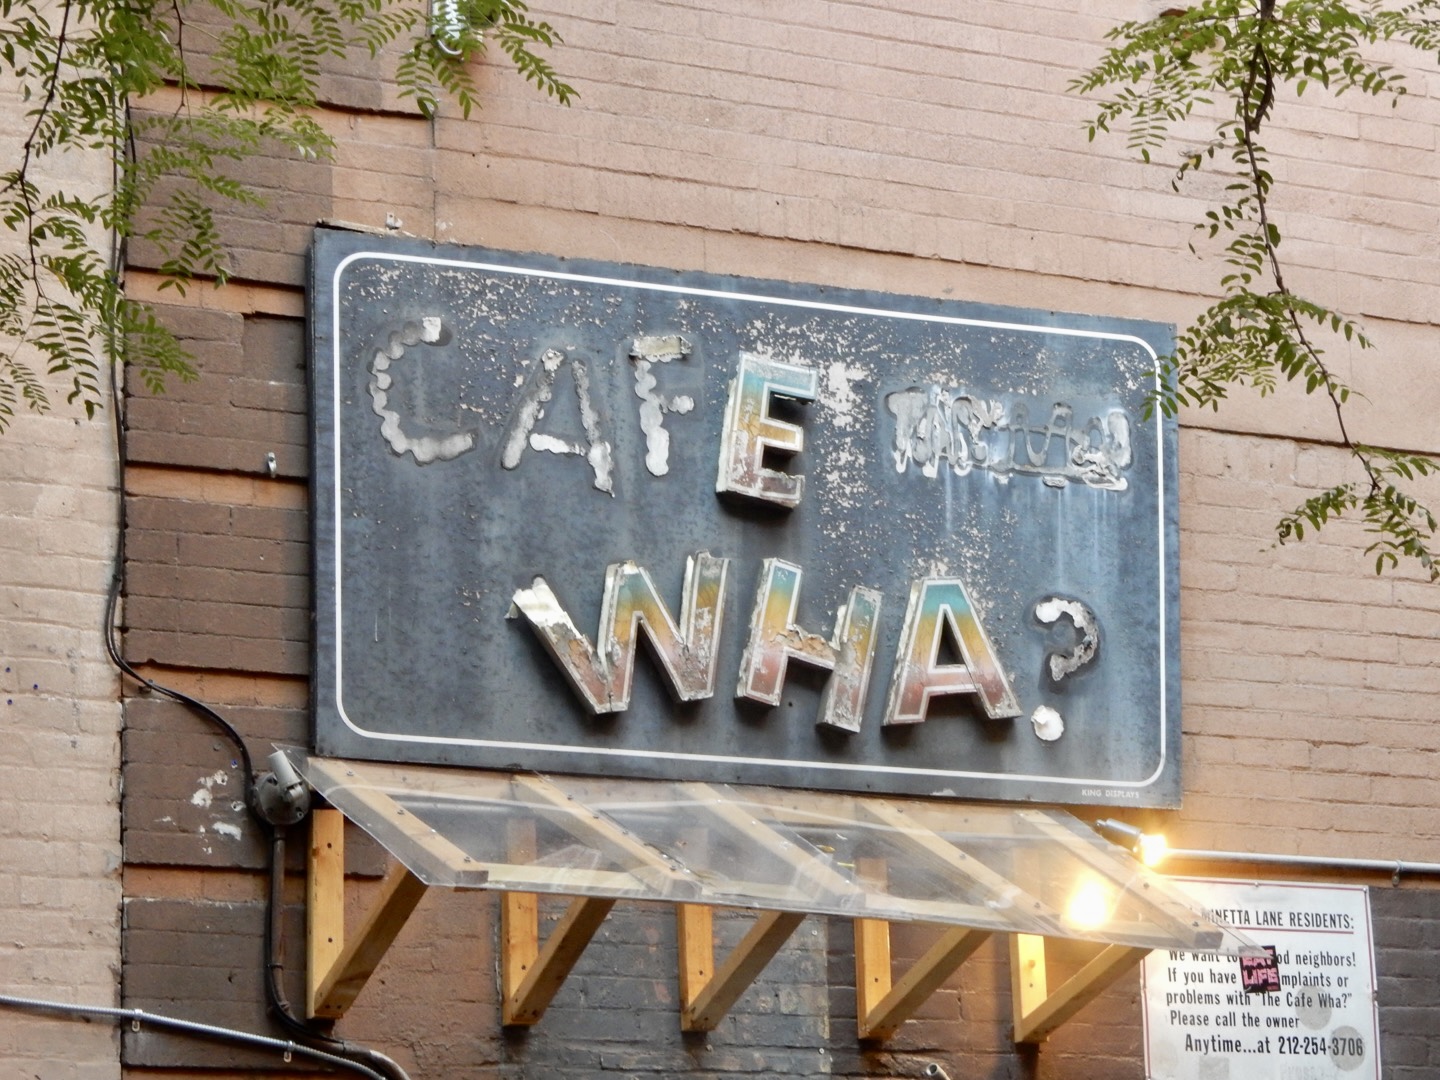 CAFE
WHA?
KING DISPLAYS
MINETTA LANE RESIDENTS:
We want to od neighbors!
If you have mplaints or
problems with "The Cafe Wha?"
Please call the owner
Anytime...at 212-254-3706
EAT
LIFE